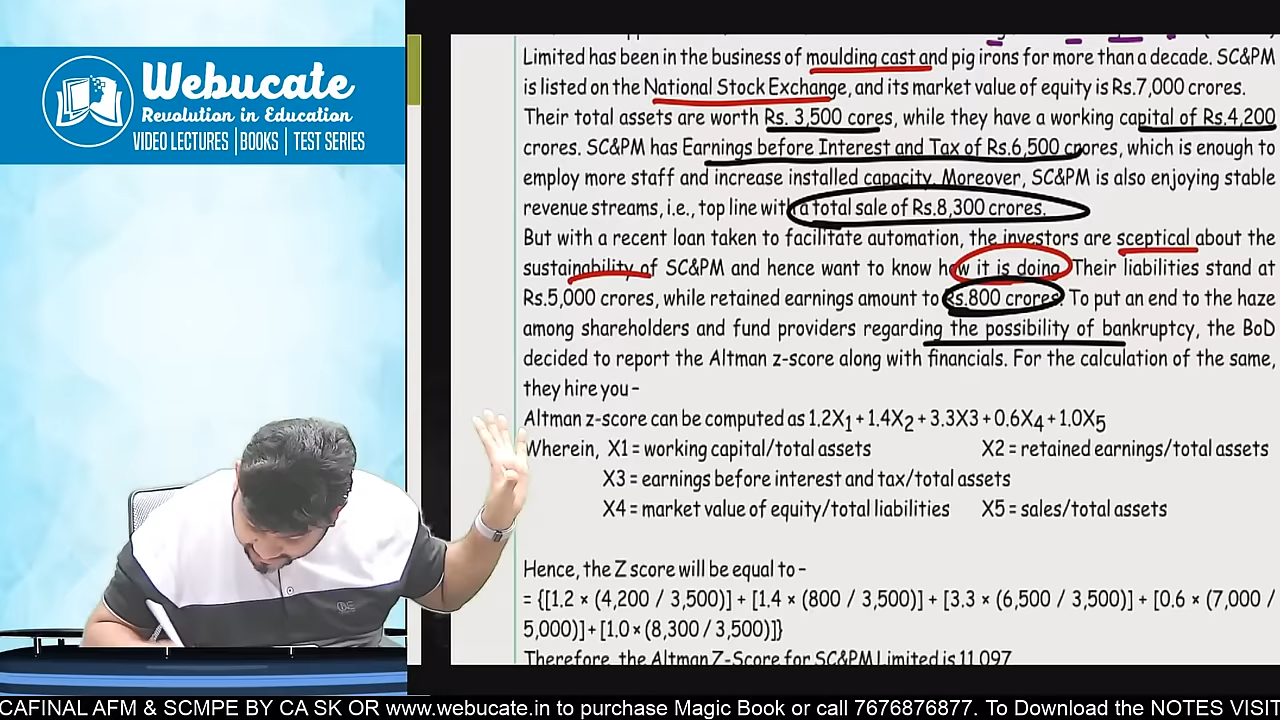 Webucate
Revolution in Education
VIDEO LECTURES | BOOKS | TEST SERIES
Limited has been in the business of moulding cast and pig irons for more than a decade. SC&PM
is listed on the National Stock Exchange, and its market value of equity is Rs.7,000 crores.
Their total assets are worth Rs. 3,500 cores, while they have a working capital of Rs.4,200
crores. SC&PM has Earnings before Interest and Tax of Rs.6,500 crores, which is enough to
employ more staff and increase installed capacity. Moreover, SC&PM is also enjoying stable
revenue streams, i.e., top line with a total sale of Rs.8,300 crores.
But with a recent loan taken to facilitate automation, the investors are sceptical about the
sustainability of SC&PM and hence want to know how it is doing. Their liabilities stand at
Rs.5,000 crores, while retained earnings amount to Rs.800 crores. To put an end to the haze
among shareholders and fund providers regarding the possibility of bankruptcy, the BoD
decided to report the Altman z-score along with financials. For the calculation of the same,
they hire you –
Altman z-score can be computed as 1.2X1 + 1.4X2 + 3.3X3 + 0.6X4 + 1.0X5
Wherein, X1 = working capital/total assets X2 = retained earnings/total assets
X3 = earnings before interest and tax/total assets
X4 = market value of equity/total liabilities X5 = sales/total assets
Hence, the Z score will be equal to –
= {[1.2 × (4,200 / 3,500)] + [1.4 × (800 / 3,500)] + [3.3 × (6,500 / 3,500)] + [0.6 × (7,000 /
5,000)] + [1.0 × (8,300 / 3,500)]}
Therefore, the Altman Z-Score for SC&PM Limited is 11.097
CAFINAL AFM & SCMPE BY CA SK OR www.webucate.in to purchase Magic Book or call 7676876877. To Download the NOTES VISIT